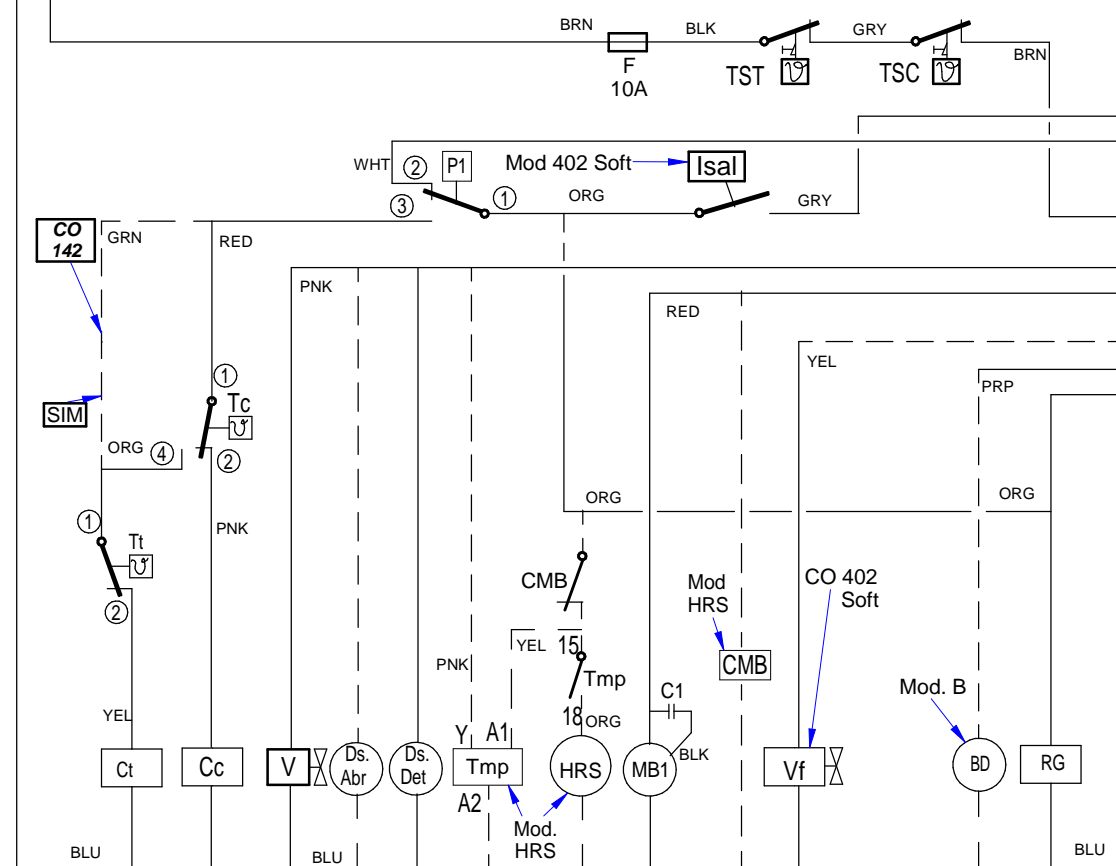 BRN
F
10A
BLK
TST
GRY
TSC
BRN
WHT
2
P1
3
1
Mod 402 Soft
Isal
ORG
GRY
CO
142
GRN
RED
PNK
RED
YEL
PRP
SIM
1
Tc
ORG
4
2
ORG
ORG
1
Tt
2
PNK
CMB
Mod
HRS
CO 402
Soft
YEL
15
PNK
Tmp
CMB
Mod. B
YEL
18
ORG
C1
BLK
Y
A1
Ct
Cc
V
Ds.
Abr
Ds.
Det
Tmp
HRS
MB1
Vf
BD
RG
A2
Mod.
HRS
BLU
BLU
BLU